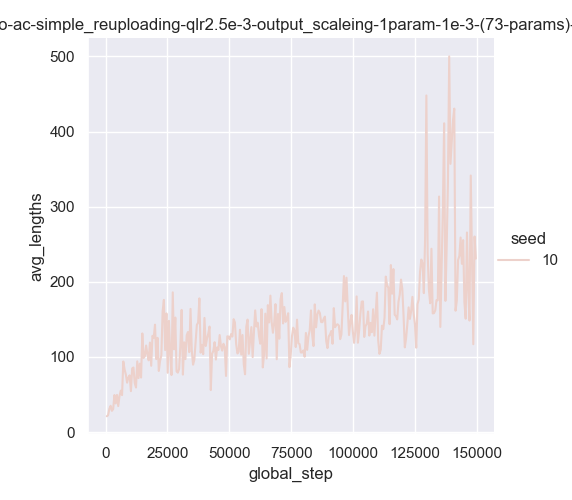 o-ac-simple_reuploading-qlr2.5e-3-output_scaleing-1param-1e-3-(73-params)-
500
400
300
200
100
0
avg_lengths
0 25000 50000 75000 100000 125000 150000
global_step
seed
10